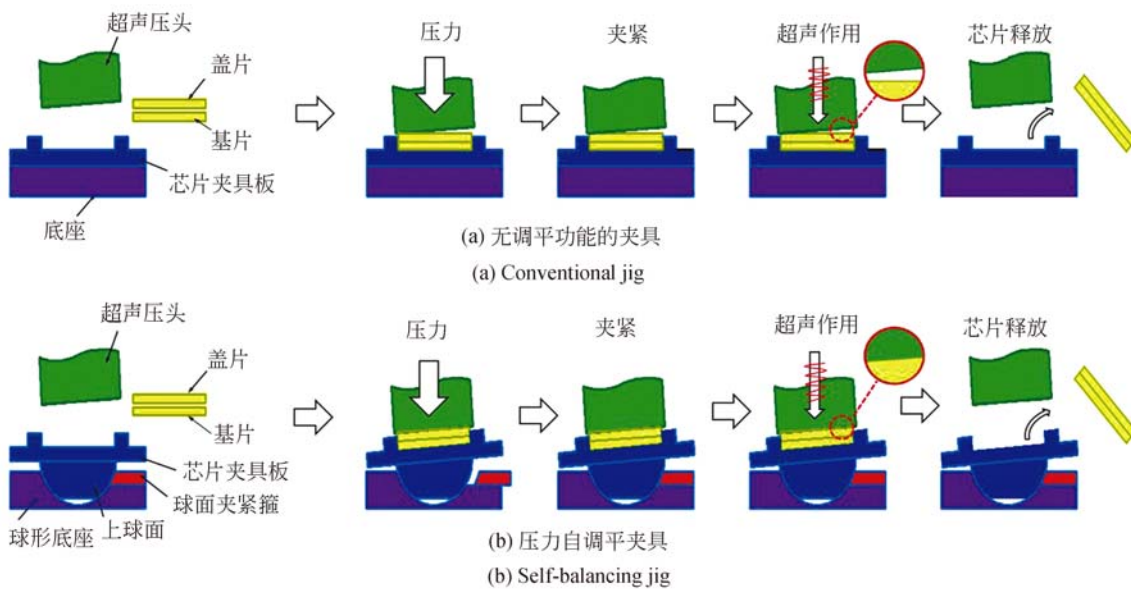 超声压头
盖片
基片
芯片夹具板
底座
压力
夹紧
超声作用
芯片释放
(a) 无调平功能的夹具
(a) Conventional jig
超声压头
盖片
基片
芯片夹具板
球面夹紧箍
上球面
球形底座
压力
夹紧
超声作用
芯片释放
(b) 压力自调平夹具
(b) Self-balancing jig